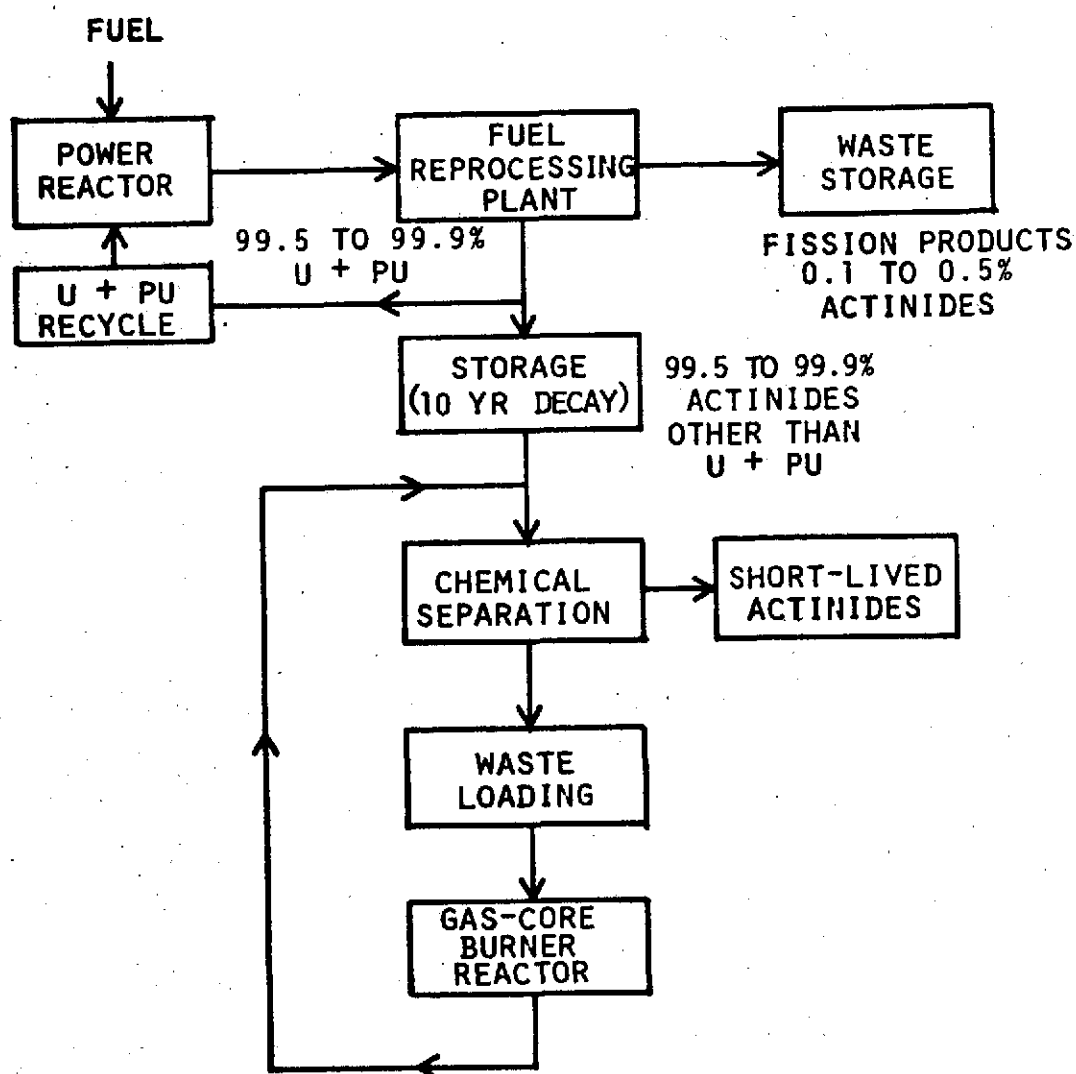 FUEL
POWER
REACTOR
FUEL
REPROCESSING
PLANT
WASTE
STORAGE
99.5 TO 99.9%
U + PU
FISSION PRODUCTS
0.1 TO 0.5%
ACTINIDES
U + PU
RECYCLE
STORAGE
(10 YR DECAY)
99.5 TO 99.9%
ACTINIDES
OTHER THAN
U + PU
CHEMICAL
SEPARATION
SHORT-LIVED
ACTINIDES
WASTE
LOADING
GAS-CORE
BURNER
REACTOR